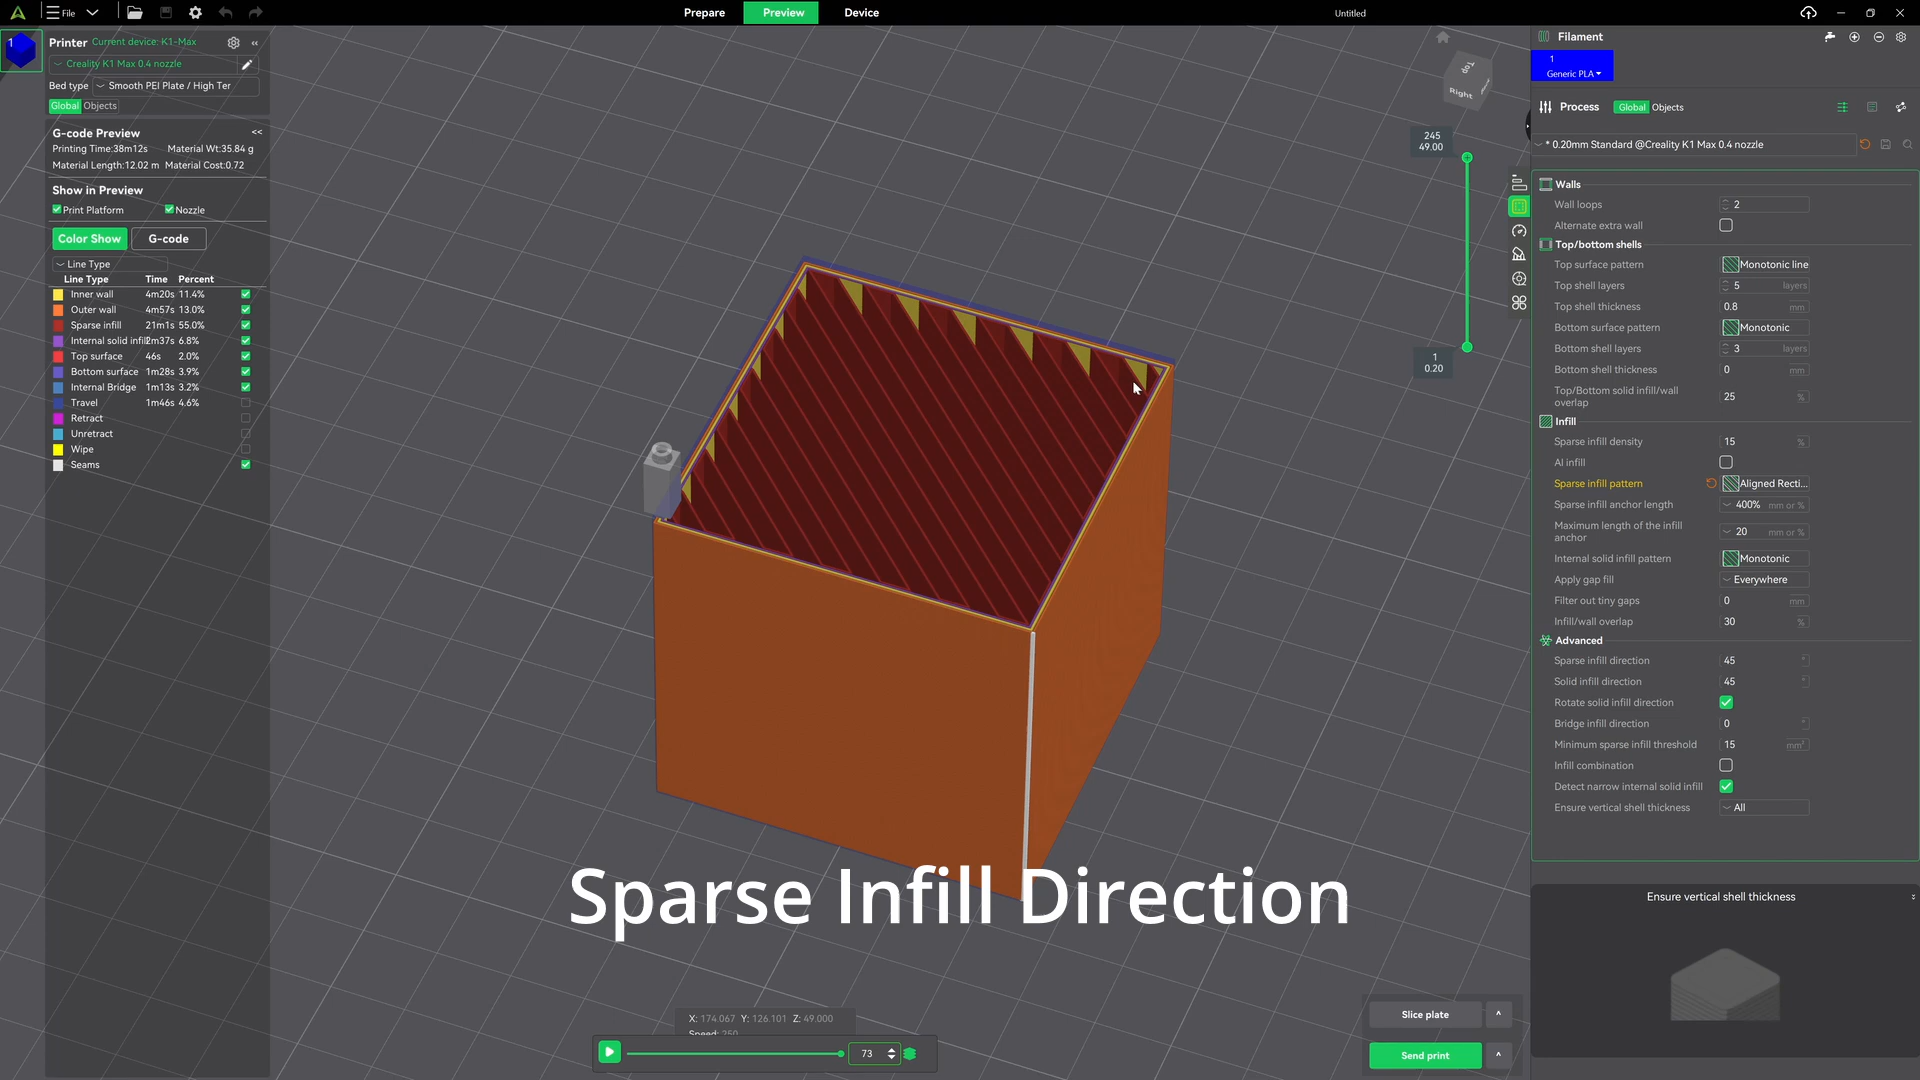 File
Prepare
Preview
Device
Untitled
1
Printer
Current device: K1-Max
Creality K1 Max 0.4 nozzle
Bed type
Smooth PEI Plate / High Ter
Global
Objects
G-code Preview
<<
Printing Time:38m12s Material Wt:35.84 g
Material Length:12.02 m Material Cost:0.72
Show in Preview
Print Platform
Nozzle
Color Show
G-code
Line Type
Line Type Time Percent
Inner wall 4m20s 11.4%
Outer wall 4m57s 13.0%
Sparse infill 21m1s 55.0%
Internal solid infill 2m37s 6.8%
Top surface 46s 2.0%
Bottom surface 1m28s 3.9%
Internal Bridge 1m13s 3.2%
Travel 1m46s 4.6%
Retract
Unretract
Wipe
Seams
Top
Right
245
49.00
1
0.20
Sparse Infill Direction
X: 174.067 Y: 126.101 Z: 49.000
Speed: 250
73
Slice plate
Send print
Filament
1
Generic PLA
Process
Global
Objects
* 0.20mm Standard @Creality K1 Max 0.4 nozzle
Walls
Wall loops 2
Alternate extra wall
Top/bottom shells
Top surface pattern Monotonic line
Top shell layers 5 layers
Top shell thickness 0.8 mm
Bottom surface pattern Monotonic
Bottom shell layers 3 layers
Bottom shell thickness 0 mm
Top/Bottom solid infill/wall
overlap 25 %
Infill
Sparse infill density 15 %
AI infill
Sparse infill pattern Aligned Recti...
Sparse infill anchor length 400% mm or %
Maximum length of the infill
anchor 20 mm or %
Internal solid infill pattern Monotonic
Apply gap fill Everywhere
Filter out tiny gaps 0 mm
Infill/wall overlap 30 %
Advanced
Sparse infill direction 45 °
Solid infill direction 45 °
Rotate solid infill direction
Bridge infill direction 0 °
Minimum sparse infill threshold 15 mm²
Infill combination
Detect narrow internal solid infill
Ensure vertical shell thickness All
Ensure vertical shell thickness